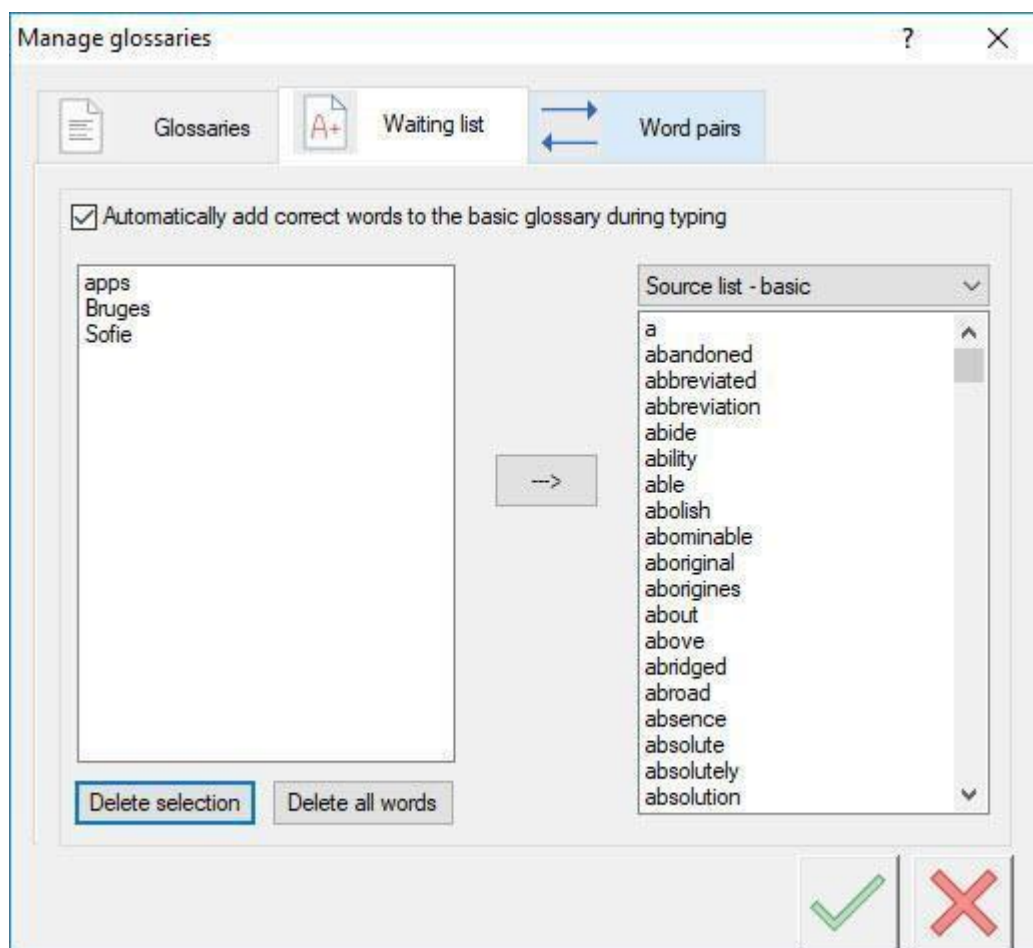 Manage glossaries ?
Glossaries
A+
Waiting list
Word pairs
Automatically add correct words to the basic glossary during typing
apps
Bruges
Sofie
--->
Source list - basic
a
abandoned
abbreviated
abbreviation
abide
ability
able
abolish
abominable
aboriginal
aborigines
about
above
abridged
abroad
absence
absolute
absolutely
absolution
Delete selection
Delete all words